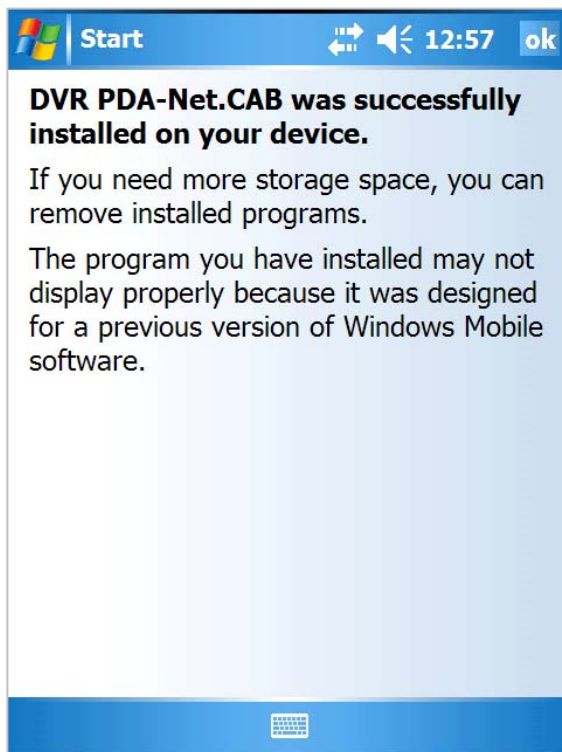 Start 12:57 ok
DVR PDA-Net.CAB was successfully
installed on your device.
If you need more storage space, you can
remove installed programs.
The program you have installed may not
display properly because it was designed
for a previous version of Windows Mobile
software.